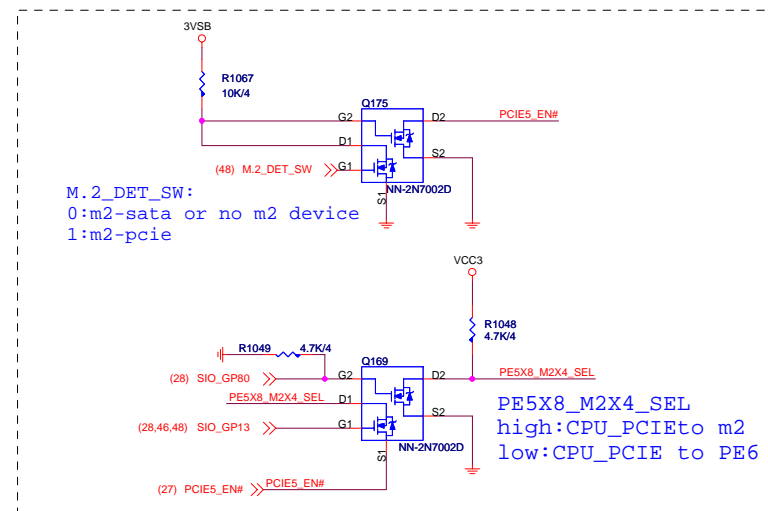 3VSB
R1067
10K/4
Q175
G2
D2
PCIE5_EN#
D1
S2
(48) M.2_DET_SW
G1
S1
NN-2N7002D
M.2_DET_SW:
0:m2-sata or no m2 device
1:m2-pcie
VCC3
R1048
4.7K/4
R1049
4.7K/4
Q169
(28) SIO_GP80
G2
D2
PE5X8_M2X4_SEL
PE5X8_M2X4_SEL
D1
S2
(28,46,48) SIO_GP13
G1
S1
NN-2N7002D
PE5X8_M2X4_SEL
high:CPU_PCIEto m2
low:CPU_PCIE to PE6
(27) PCIE5_EN#
PCIE5_EN#